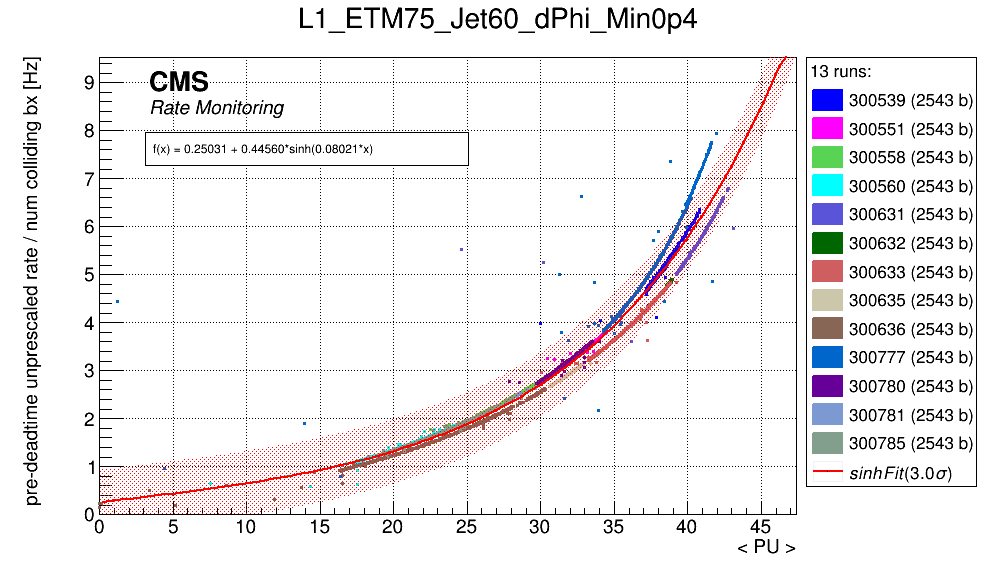 L1_ETM75_Jet60_dPhi_Min0p4
pre-deadtime unprescaled rate / num colliding bx [Hz]
CMS
Rate Monitoring
f(x) = 0.25031 + 0.44560*sinh(0.08021*x)
9
8
7
6
5
4
3
2
1
0
0 5 10 15 20 25 30 35 40 45
< PU >
13 runs:
300539 (2543 b)
300551 (2543 b)
300558 (2543 b)
300560 (2543 b)
300631 (2543 b)
300632 (2543 b)
300633 (2543 b)
300635 (2543 b)
300636 (2543 b)
300777 (2543 b)
300780 (2543 b)
300781 (2543 b)
300785 (2543 b)
sinhFit(3.0σ)